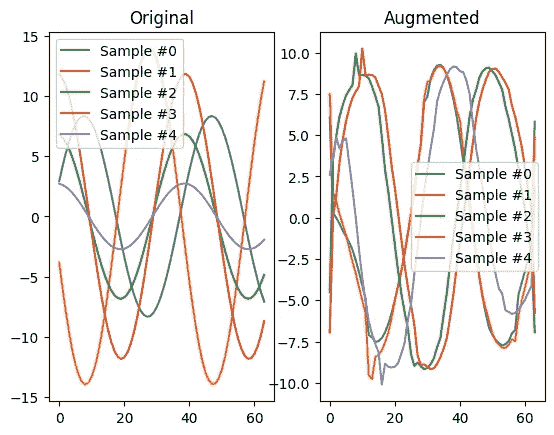 Original
Augmented
15
10
5
0
−5
−10
−15
0
20
40
60
Sample #0
Sample #1
Sample #2
Sample #3
Sample #4
10.0
7.5
5.0
2.5
0.0
−2.5
−5.0
−7.5
−10.0
0
20
40
60
Sample #0
Sample #1
Sample #2
Sample #3
Sample #4